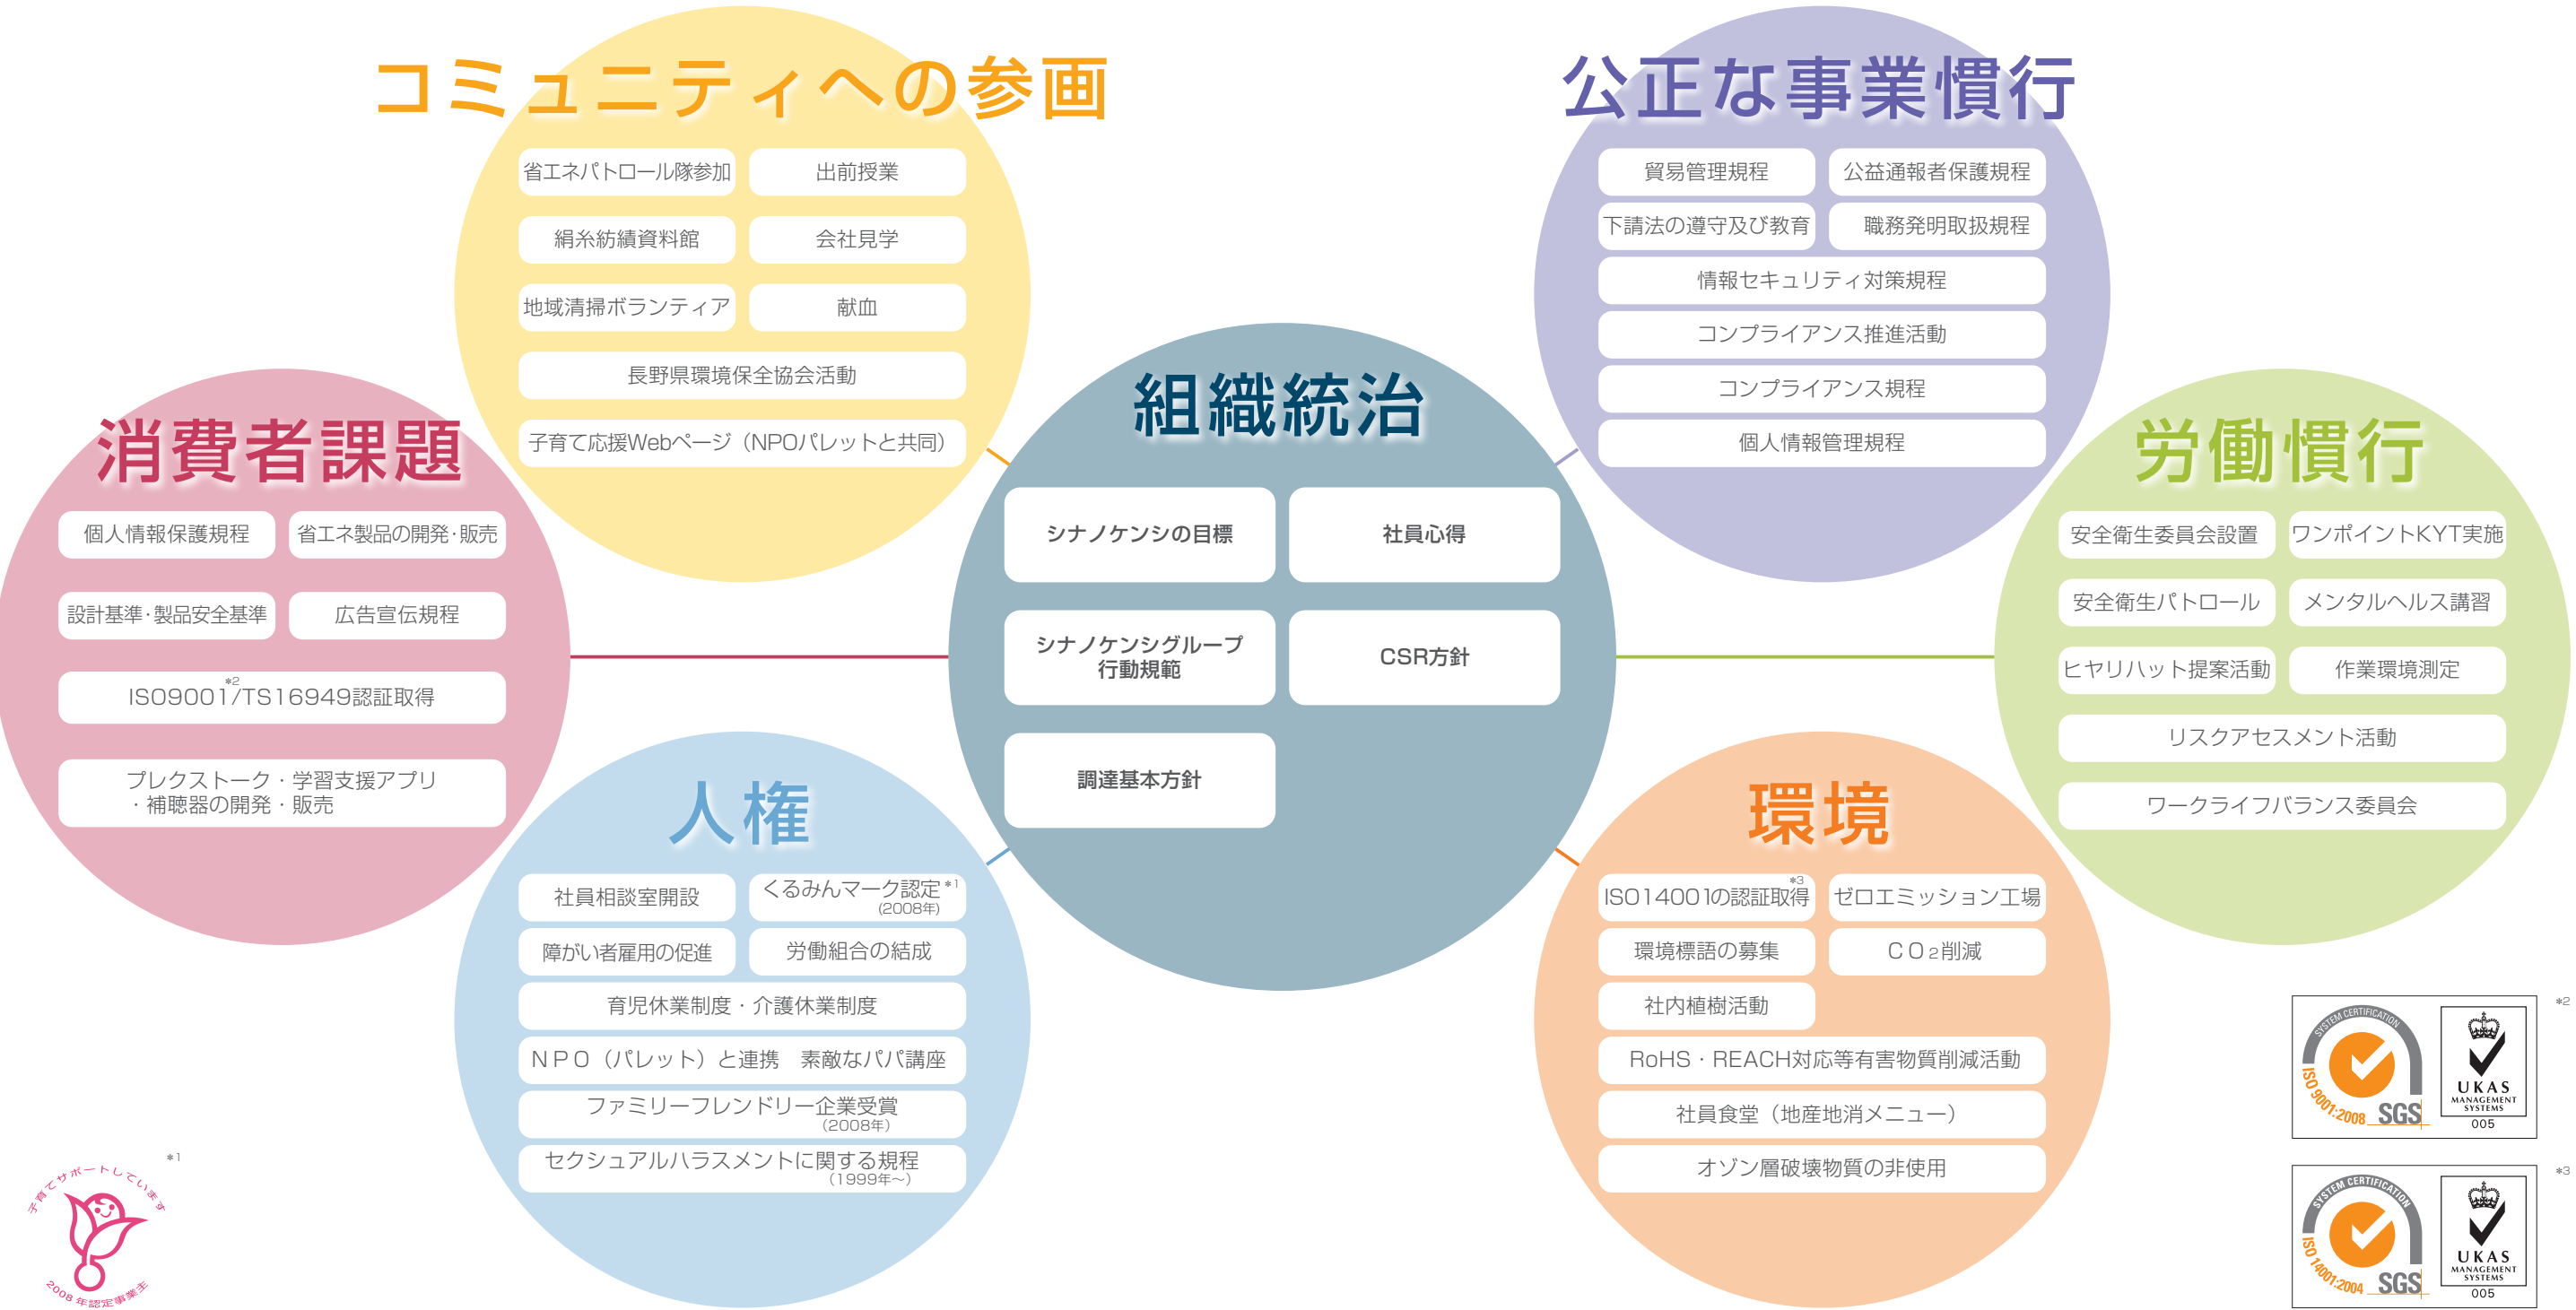 コミュニティへの参画
省エネパトロール隊参加
出前授業
絹糸紡績資料館
会社見学
地域清掃ボランティア
献血
長野県環境保全協会活動
子育て応援Webページ（NPOパレットと共同）
公正な事業慣行
貿易管理規程
公益通報者保護規程
下請法の遵守及び教育
職務発明取扱規程
情報セキュリティ対策規程
コンプライアンス推進活動
コンプライアンス規程
個人情報管理規程
消費者課題
個人情報保護規程
省エネ製品の開発・販売
設計基準・製品安全基準
広告宣伝規程
*2
ISO9001/TS16949認証取得
プレクストーク・学習支援アプリ
・補聴器の開発・販売
組織統治
シナノケンシの目標
社員心得
シナノケンシグループ
行動規範
CSR方針
調達基本方針
労働慣行
安全衛生委員会設置
ワンポイントKYT実施
安全衛生パトロール
メンタルヘルス講習
ヒヤリハット提案活動
作業環境測定
リスクアセスメント活動
ワークライフバランス委員会
人権
社員相談室開設
くるみんマーク認定*1
(2008年)
障がい者雇用の促進
労働組合の結成
育児休業制度・介護休業制度
NPO（パレット）と連携　素敵なパパ講座
ファミリーフレンドリー企業受賞
（2008年）
セクシュアルハラスメントに関する規程
（1999年～）
環境
*3
ISO14001の認証取得
ゼロエミッション工場
環境標語の募集
CO2削減
社内植樹活動
RoHS・REACH対応等有害物質削減活動
社員食堂（地産地消メニュー）
オゾン層破壊物質の非使用
*1
子育てサポートしています
2008年認定事業主
*2
SYSTEM CERTIFICATION
ISO 9001:2008
SGS
UKAS
MANAGEMENT
SYSTEMS
005
*3
SYSTEM CERTIFICATION
ISO 14001:2004
SGS
UKAS
MANAGEMENT
SYSTEMS
005